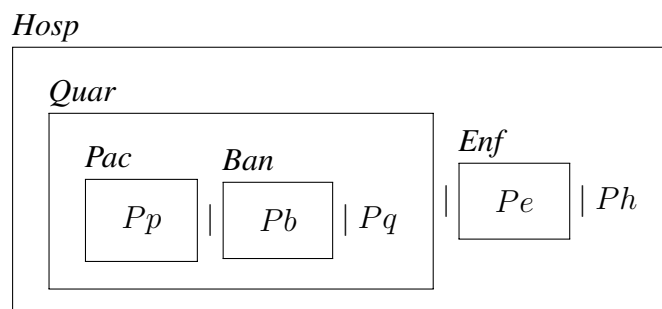 Hosp
Quar
Pac Ban Enf
Pp | Pb | Pq | Pe | Ph